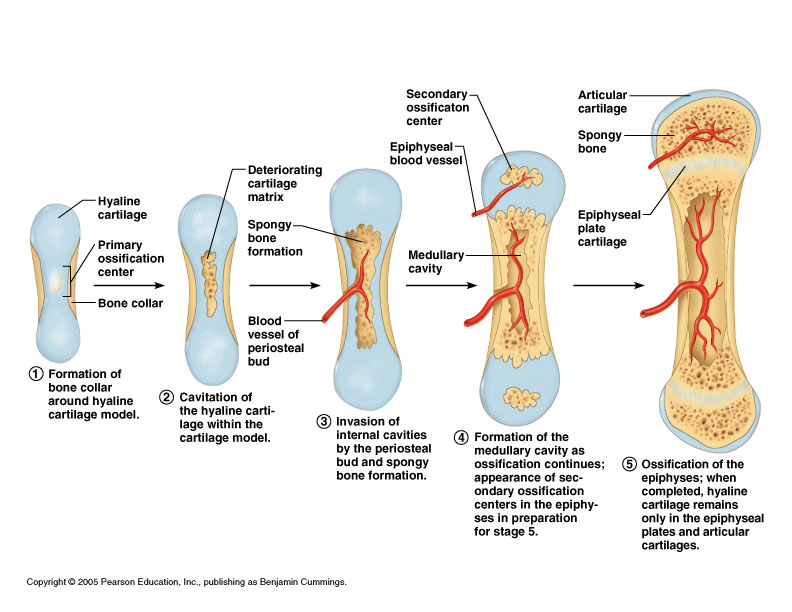 Secondary
ossificaton
center
Epiphyseal
blood vessel
Articular
cartilage
Spongy
bone
Deteriorating
cartilage
matrix
Hyaline
cartilage
Spongy
bone
formation
Epiphyseal
plate
cartilage
Primary
ossification
center
Medullary
cavity
Bone collar
Blood
vessel of
periosteal
bud
1 Formation of
bone collar
around hyaline
cartilage model.
2 Cavitation of
the hyaline carti-
lage within the
cartilage model.
3 Invasion of
internal cavities
by the periosteal
bud and spongy
bone formation.
4 Formation of the
medullary cavity as
ossification continues;
appearance of sec-
ondary ossification
centers in the epiphy-
ses in preparation
for stage 5.
5 Ossification of the
epiphyses; when
completed, hyaline
cartilage remains
only in the epiphyseal
plates and articular
cartilages.
Copyright © 2005 Pearson Education, Inc., publishing as Benjamin Cummings.